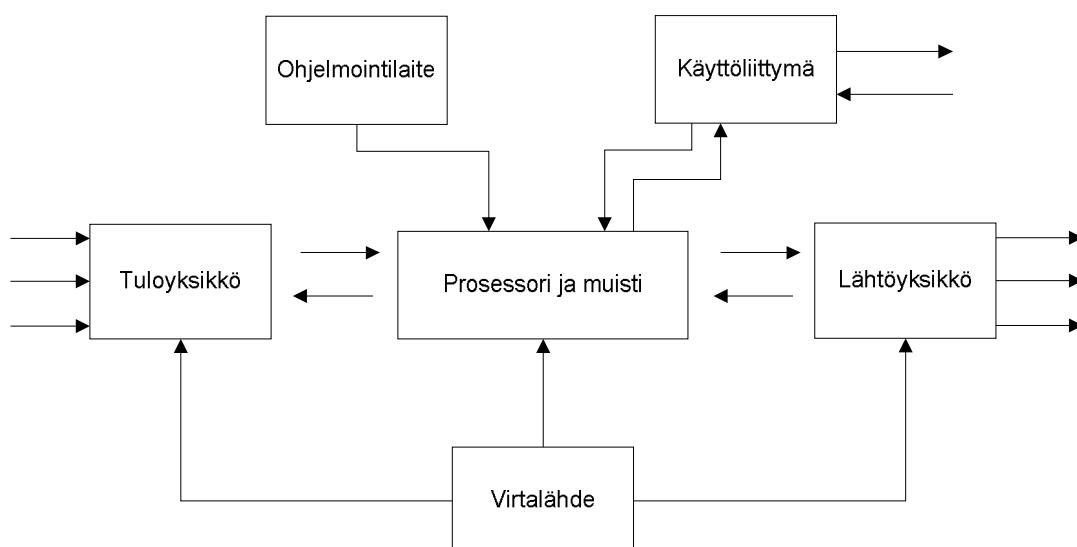 Ohjelmointilaite
Käyttöliittymä
Tuloyksikkö
Prosessori ja muisti
Lähtöyksikkö
Virtalähde